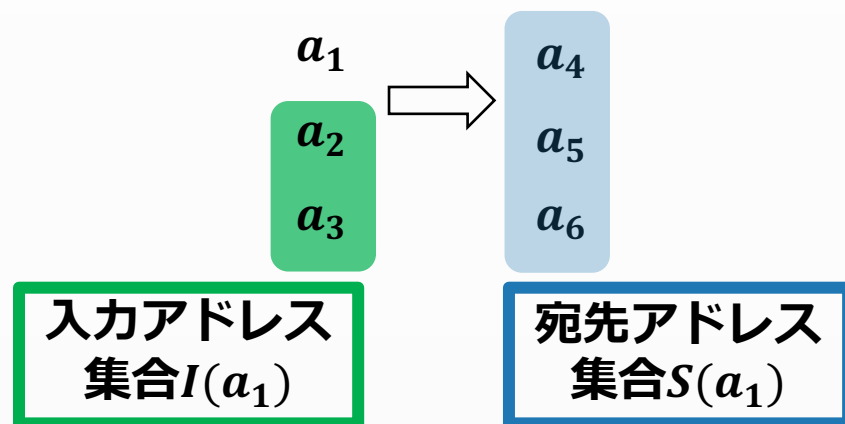 a₁
a₂
a₃
a₄
a₅
a₆
入力アドレス
集合I(a₁)
宛先アドレス
集合S(a₁)